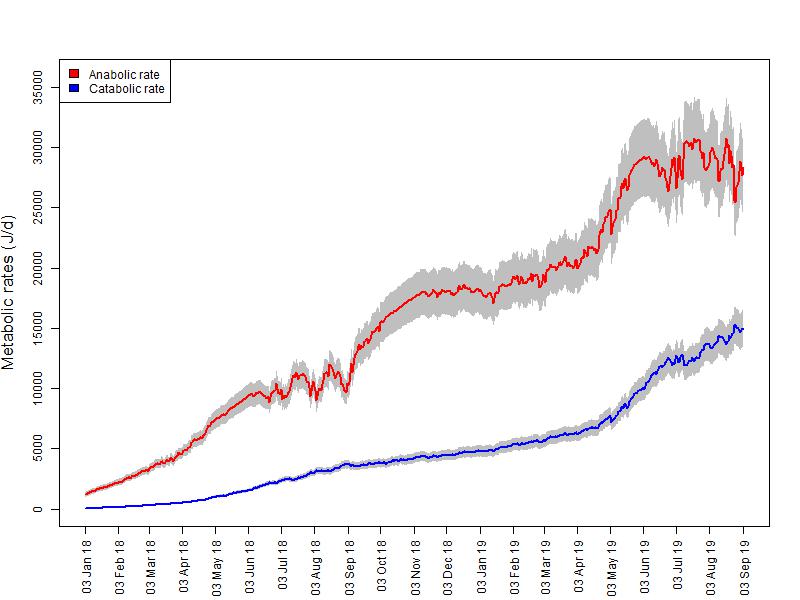 Anabolic rate
Catabolic rate
Metabolic rates (J/d)
35000
30000
25000
20000
15000
10000
5000
0
03 Jan 18
03 Feb 18
03 Mar 18
03 Apr 18
03 May 18
03 Jun 18
03 Jul 18
03 Aug 18
03 Sep 18
03 Oct 18
03 Nov 18
03 Dec 18
03 Jan 19
03 Feb 19
03 Mar 19
03 Apr 19
03 May 19
03 Jun 19
03 Jul 19
03 Aug 19
03 Sep 19